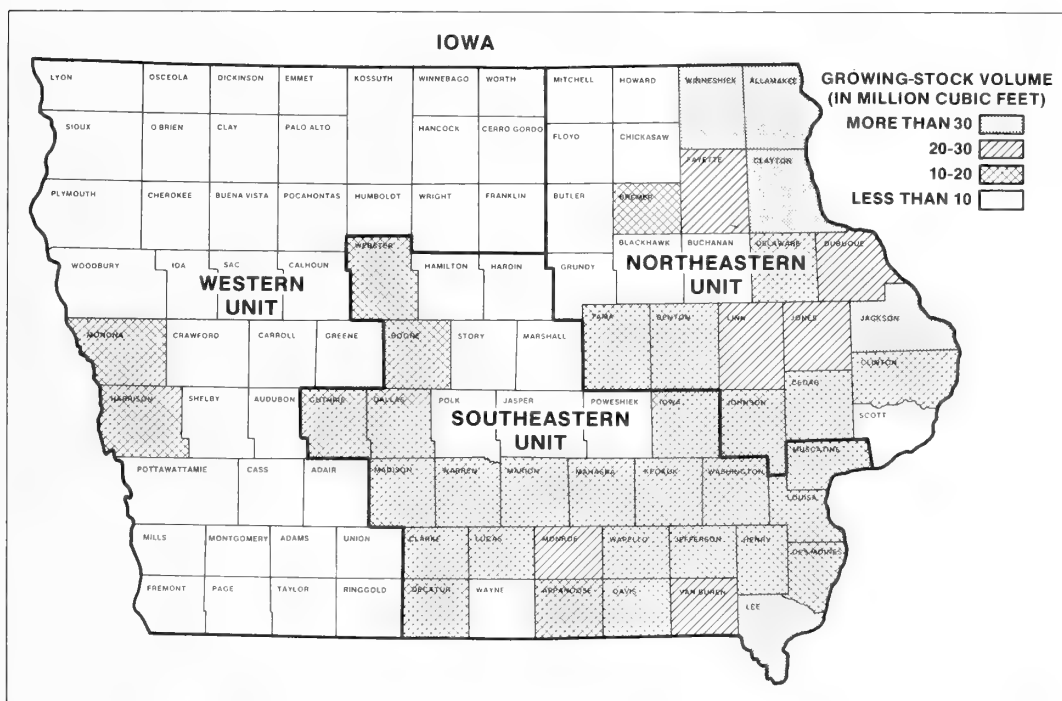 IOWA
GROWING-STOCK VOLUME
(IN MILLION CUBIC FEET)
MORE THAN 30
20-30
10-20
LESS THAN 10
LYON OSCEOLA DICKINSON EMMET KOSSUTH WINNEBAGO WORTH MITCHELL HOWARD WINNESHIEK ALLAMAKEE
SIOUX O'BRIEN CLAY PALO ALTO HANCOCK CERRO GORDO FLOYD CHICKASAW FAYETTE CLAYTON
PLYMOUTH CHEROKEE BUENA VISTA POCAHONTAS HUMBOLDT WRIGHT FRANKLIN BUTLER BREMER
WOODBURY IDA SAC CALHOUN WEBSTER HAMILTON HARDIN GRUNDY BLACKHAWK BUCHANAN DELAWARE DUBUQUE
WESTERN
UNIT
NORTHEASTERN
UNIT
MONONA CRAWFORD CARROLL GREENE BOONE STORY MARSHALL TAMA BENTON LINN JONES JACKSON
CLINTON
CEDAR
HARRISON SHELBY AUDUBON GUTHRIE DALLAS POLK JASPER POWESHIEK IOWA JOHNSON SCOTT
SOUTHEASTERN
UNIT
MUSCATINE
POTTAWATTAMIE CASS ADAIR MADISON WARREN MARION MAHASKA KEOKUK WASHINGTON
LOUISA
MILLS MONTGOMERY ADAMS UNION CLARKE LUCAS MONROE WAPELLO JEFFERSON HENRY DES MOINES
FREMONT PAGE TAYLOR RINGGOLD DECATUR WAYNE APPANOOSE DAVIS VAN BUREN
LEE